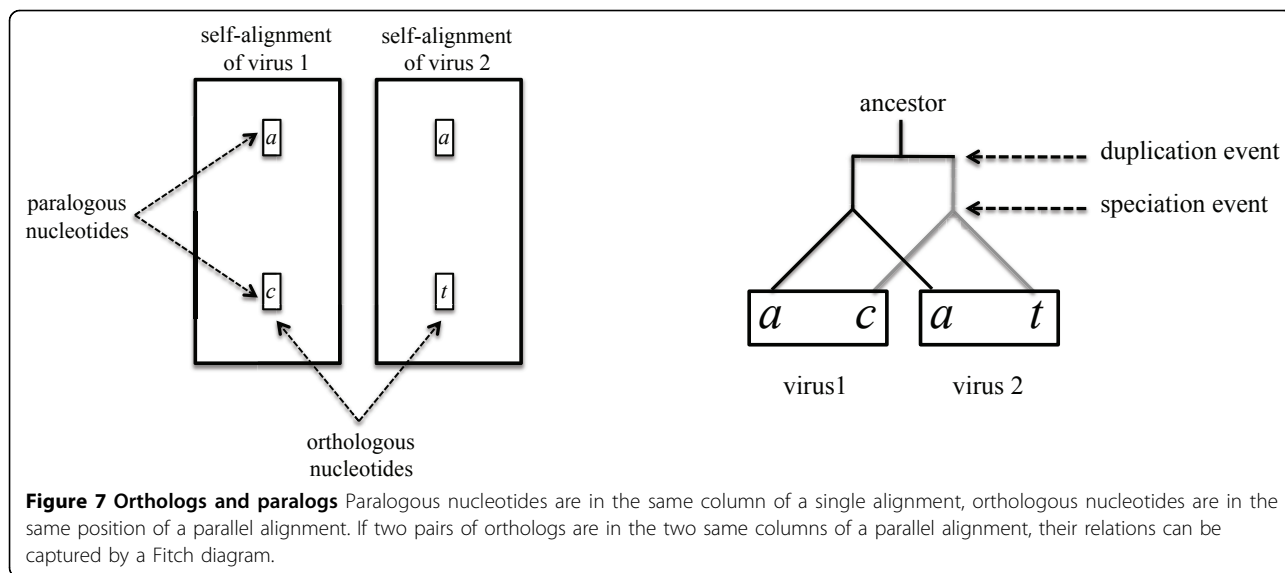 self-alignment
of virus 1
self-alignment
of virus 2
a
a
paralogous
nucleotides
c
t
orthologous
nucleotides
ancestor
duplication event
speciation event
a c a t
virus1
virus 2
Figure 7 Orthologs and paralogs Paralogous nucleotides are in the same column of a single alignment, orthologous nucleotides are in the
same position of a parallel alignment. If two pairs of orthologs are in the two same columns of a parallel alignment, their relations can be
captured by a Fitch diagram.